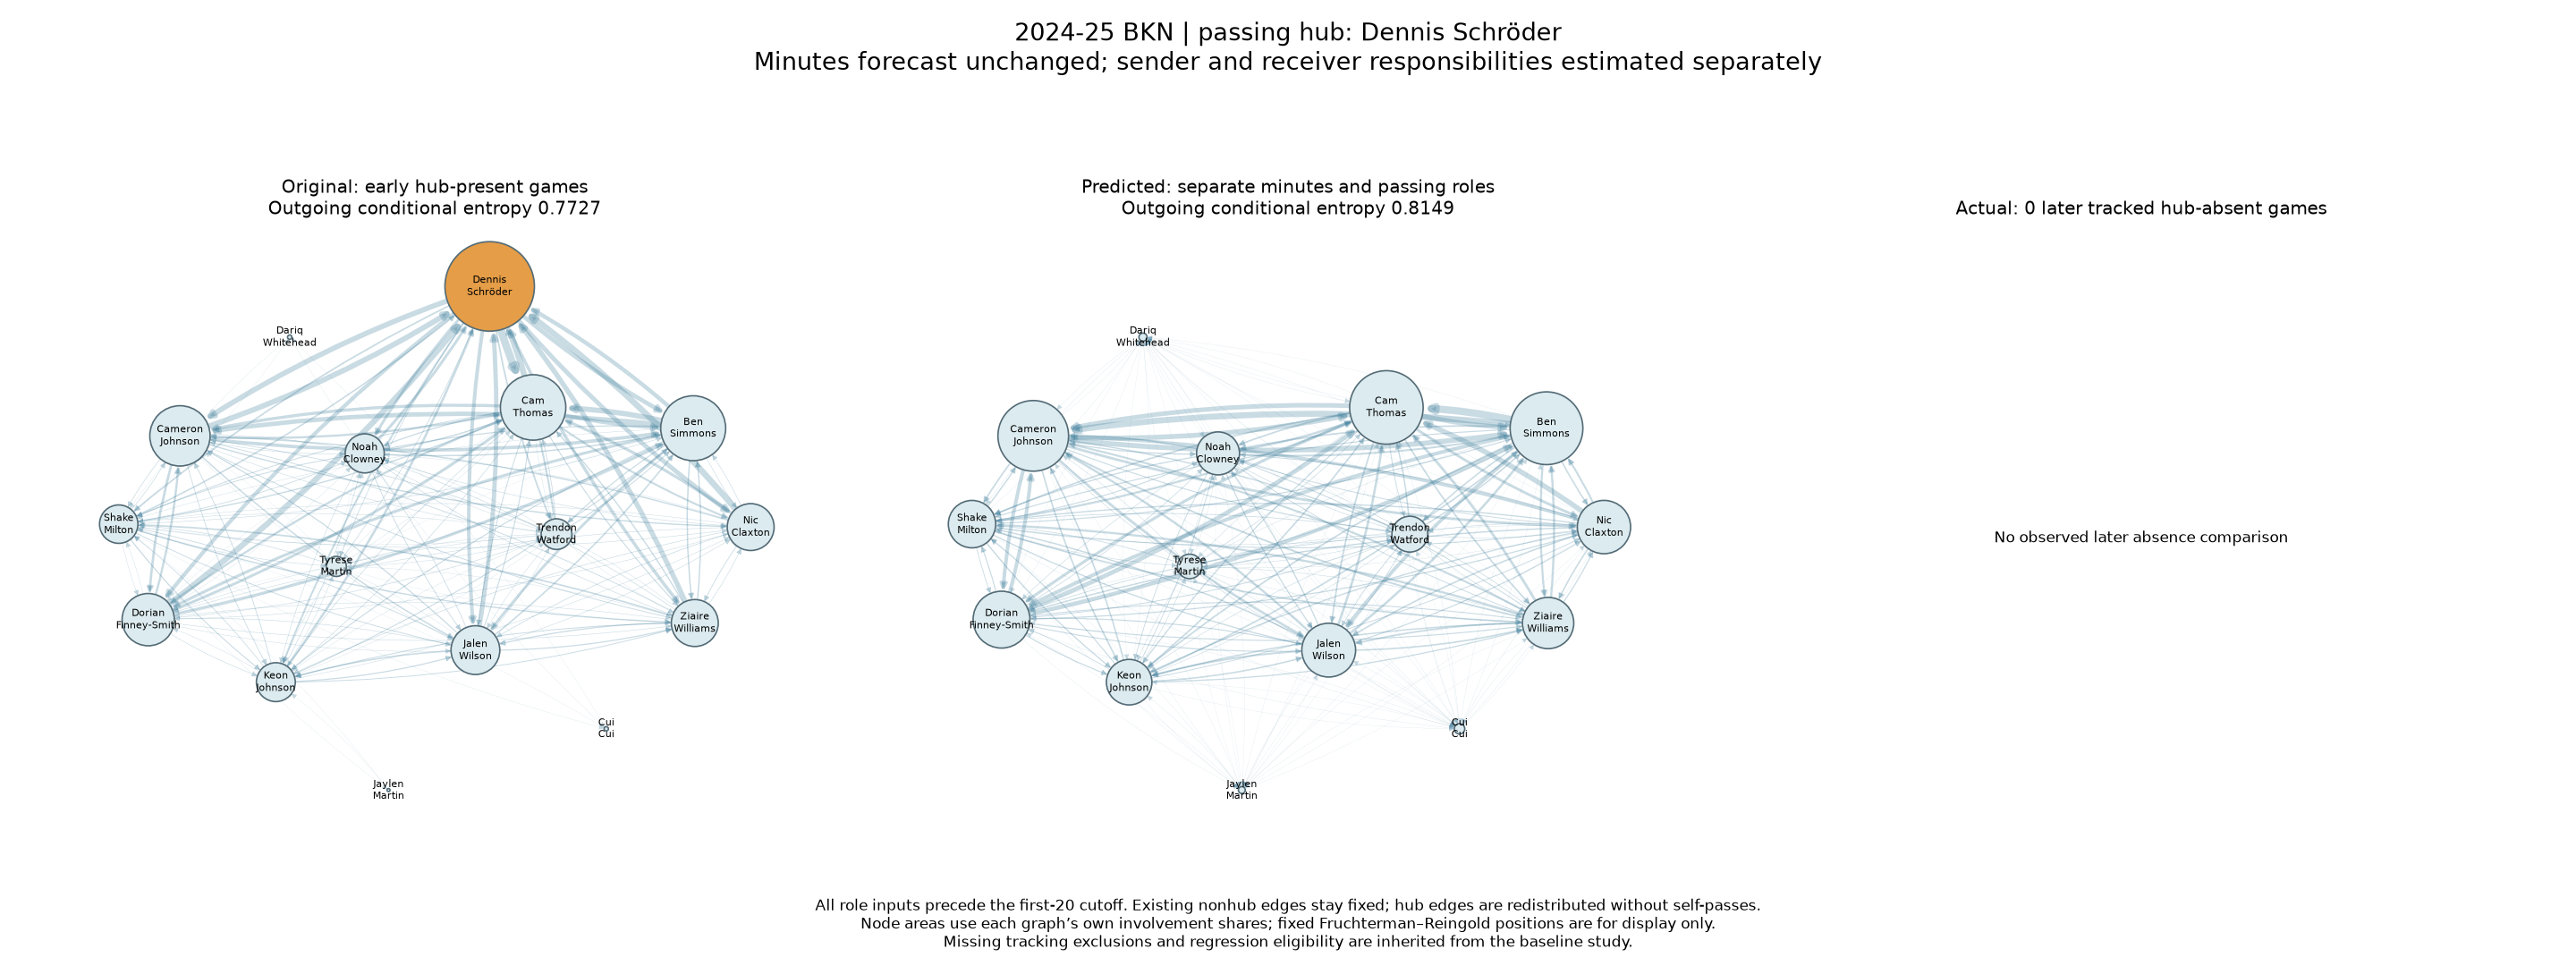 2024-25 BKN | passing hub: Dennis Schröder
Minutes forecast unchanged; sender and receiver responsibilities estimated separately
Original: early hub-present games
Outgoing conditional entropy 0.7727
Dennis
Schröder
Dariq
Whitehead
Cam
Thomas
Cameron
Johnson
Ben
Simmons
Noah
Clowney
Shake
Milton
Trendon
Watford
Nic
Claxton
Tyrese
Martin
Dorian
Finney-Smith
Ziaire
Williams
Jalen
Wilson
Keon
Johnson
Cui
Cui
Jaylen
Martin
Predicted: separate minutes and passing roles
Outgoing conditional entropy 0.8149
Dariq
Whitehead
Cam
Thomas
Cameron
Johnson
Ben
Simmons
Noah
Clowney
Shake
Milton
Trendon
Watford
Nic
Claxton
Tyrese
Martin
Dorian
Finney-Smith
Ziaire
Williams
Jalen
Wilson
Keon
Johnson
Cui
Cui
Jaylen
Martin
Actual: 0 later tracked hub-absent games
No observed later absence comparison
All role inputs precede the first-20 cutoff. Existing nonhub edges stay fixed; hub edges are redistributed without self-passes.
Node areas use each graph’s own involvement shares; fixed Fruchterman–Reingold positions are for display only.
Missing tracking exclusions and regression eligibility are inherited from the baseline study.